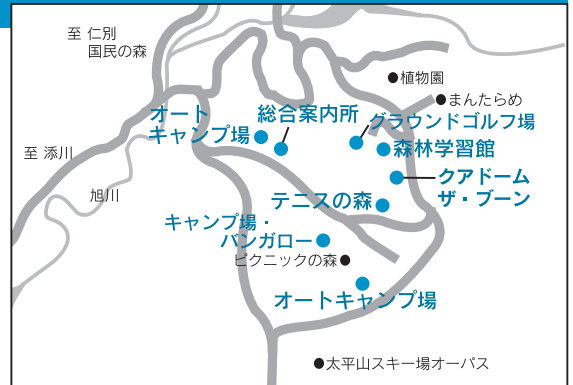 至 仁別
国民の森
植物園
まんたらめ
オート
キャンプ場
総合案内所
グラウンドゴルフ場
至 添川
森林学習館
クアドーム
ザ・ブーン
旭川
テニスの森
キャンプ場・
バンガロー
ピクニックの森
オートキャンプ場
太平山スキー場オーパス